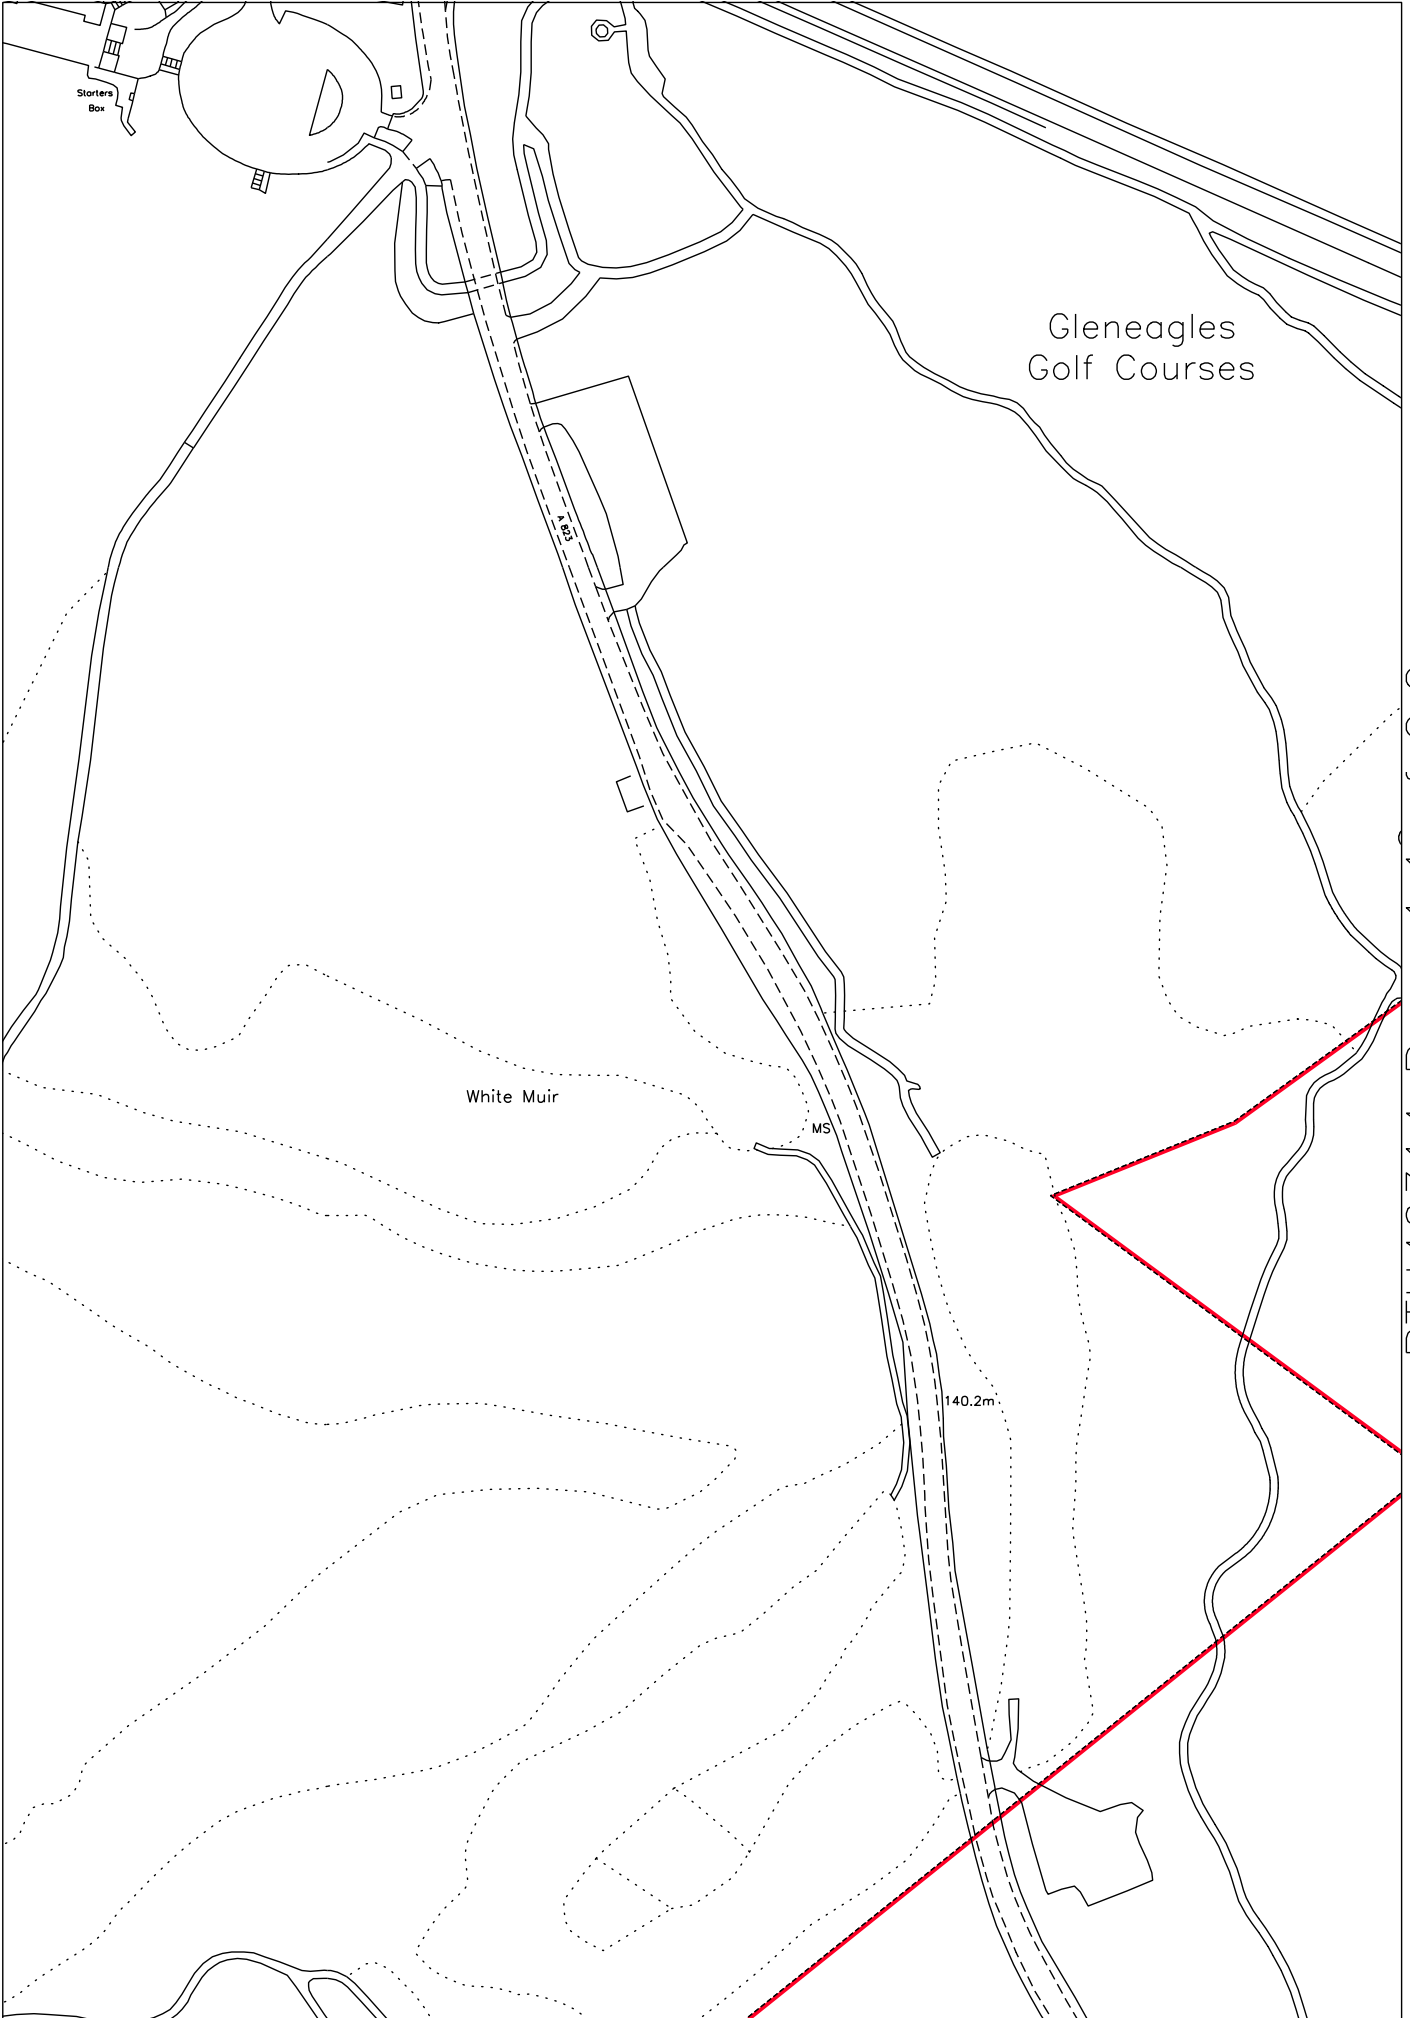 Starters
Box
Gleneagles
Golf Courses
A 823
White Muir
MS
140.2m